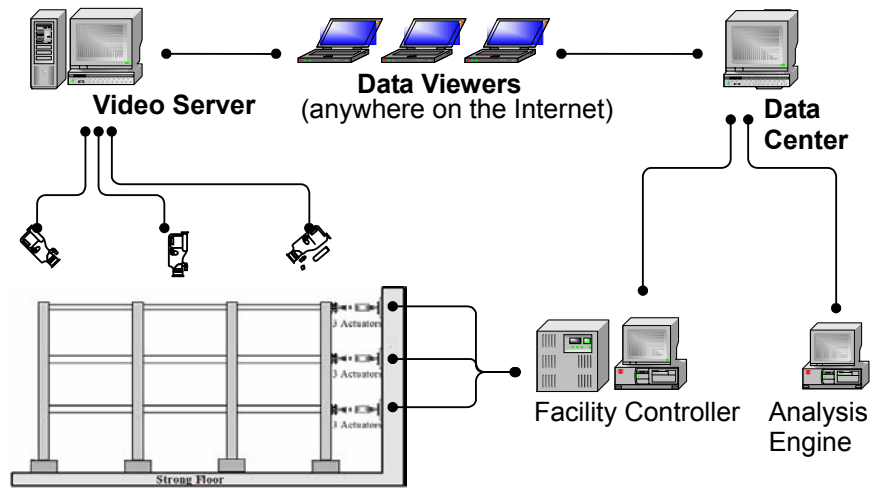 Video Server
Data Viewers
(anywhere on the Internet)
Data
Center
3 Actuators
3 Actuators
3 Actuators
Strong Floor
Facility Controller
Analysis
Engine